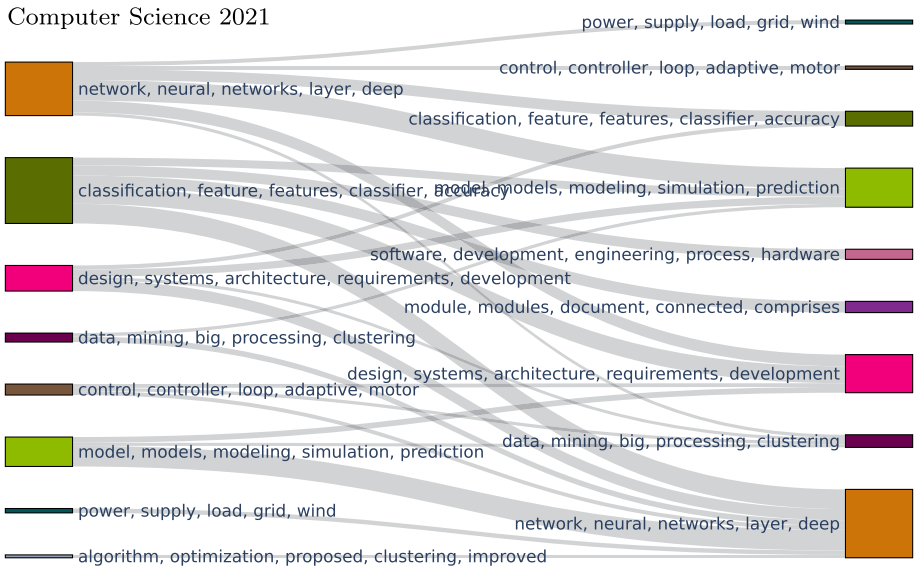 Computer Science 2021
network, neural, networks, layer, deep
classification, feature, features, classifier, accuracy
design, systems, architecture, requirements, development
data, mining, big, processing, clustering
control, controller, loop, adaptive, motor
model, models, modeling, simulation, prediction
power, supply, load, grid, wind
algorithm, optimization, proposed, clustering, improved
power, supply, load, grid, wind
control, controller, loop, adaptive, motor
classification, feature, features, classifier, accuracy
model, models, modeling, simulation, prediction
software, development, engineering, process, hardware
module, modules, document, connected, comprises
design, systems, architecture, requirements, development
data, mining, big, processing, clustering
network, neural, networks, layer, deep